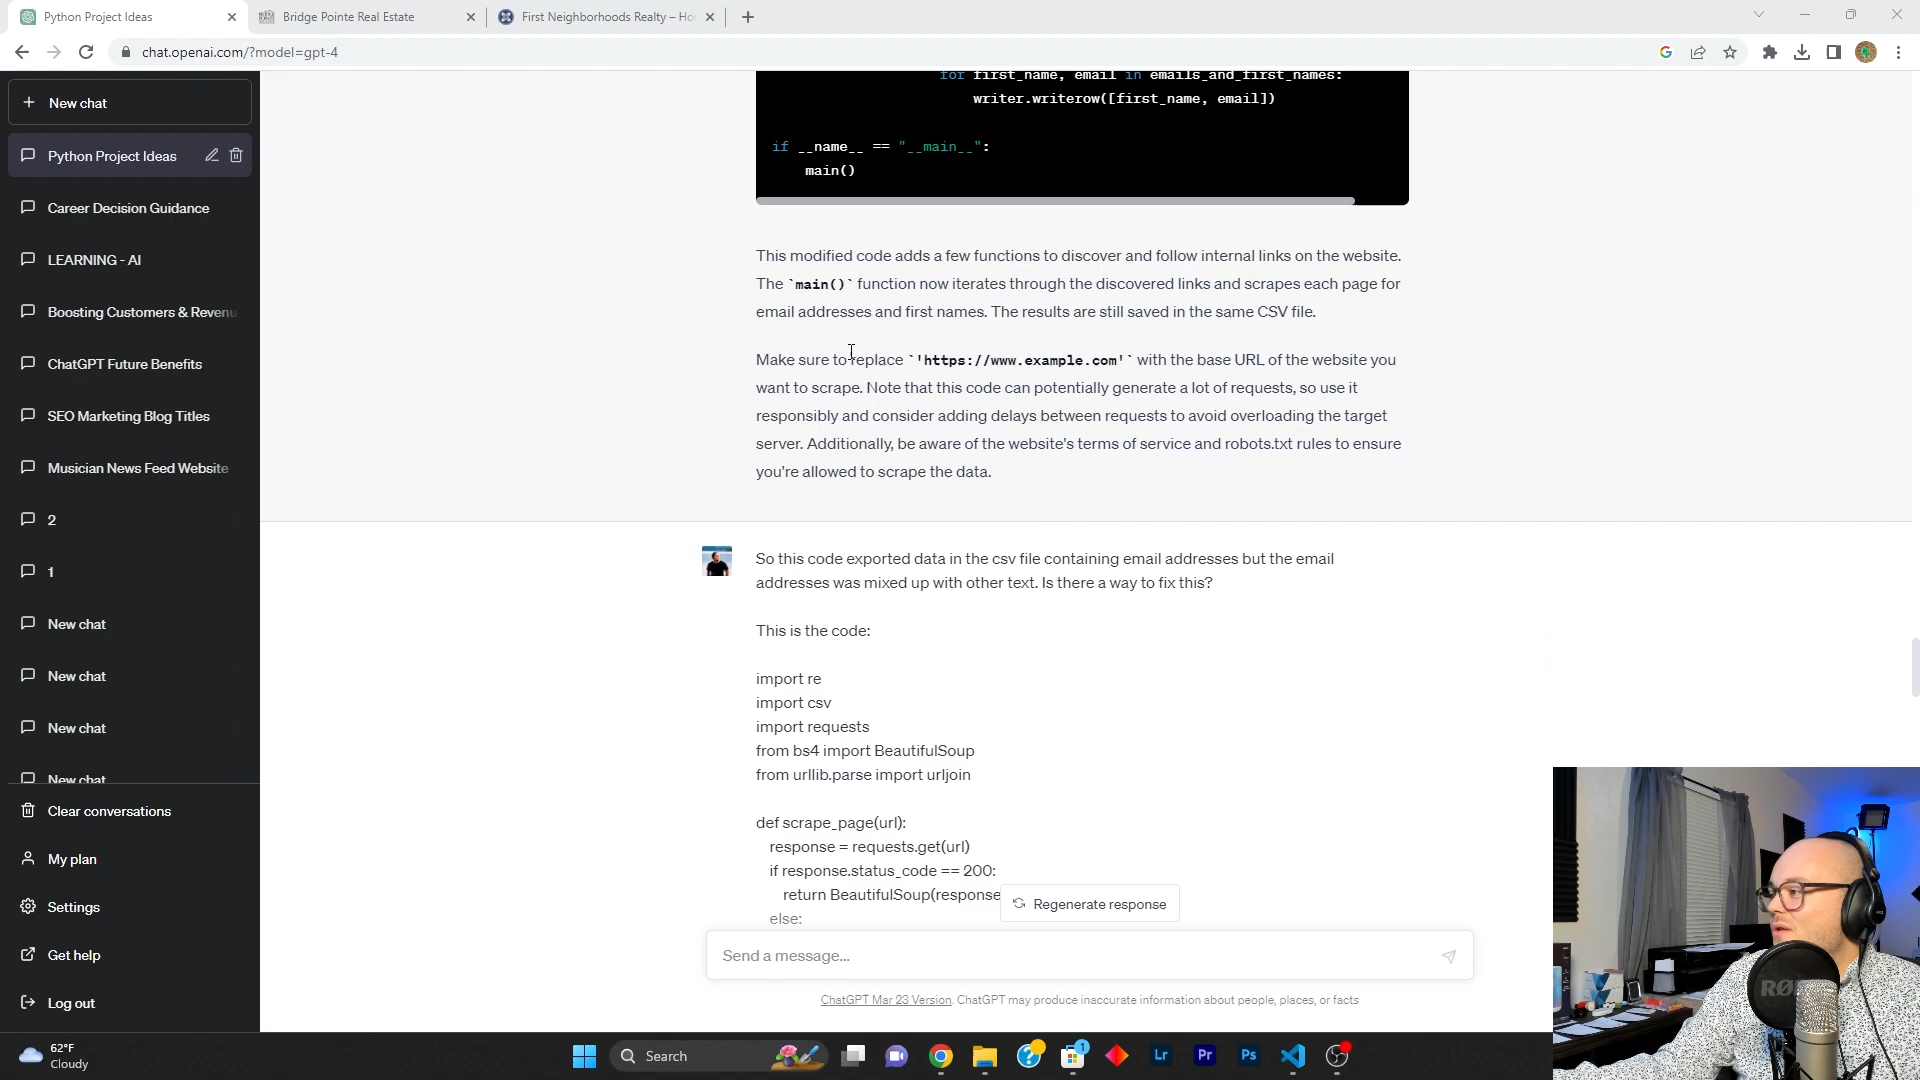 Python Project Ideas
Bridge Pointe Real Estate
First Neighborhoods Realty – Ho
chat.openai.com/?model=gpt-4
New chat
Python Project Ideas
Career Decision Guidance
LEARNING - AI
Boosting Customers & Revenu
ChatGPT Future Benefits
SEO Marketing Blog Titles
Musician News Feed Website
2
1
New chat
New chat
New chat
New chat
Clear conversations
My plan
Settings
Get help
Log out
for first_name, email in emails_and_first_names:
writer.writerow([first_name, email])
if __name__ == "__main__":
main()
This modified code adds a few functions to discover and follow internal links on the website.
The `main()` function now iterates through the discovered links and scrapes each page for
email addresses and first names. The results are still saved in the same CSV file.
Make sure to replace `'https://www.example.com'` with the base URL of the website you
want to scrape. Note that this code can potentially generate a lot of requests, so use it
responsibly and consider adding delays between requests to avoid overloading the target
server. Additionally, be aware of the website's terms of service and robots.txt rules to ensure
you're allowed to scrape the data.
So this code exported data in the csv file containing email addresses but the email
addresses was mixed up with other text. Is there a way to fix this?
This is the code:
import re
import csv
import requests
from bs4 import BeautifulSoup
from urllib.parse import urljoin
def scrape_page(url):
response = requests.get(url)
if response.status_code == 200:
return BeautifulSoup(response
else:
Regenerate response
Send a message...
ChatGPT Mar 23 Version. ChatGPT may produce inaccurate information about people, places, or facts
RØ
62°F
Cloudy
Search
1
Lr
Pr
Ps